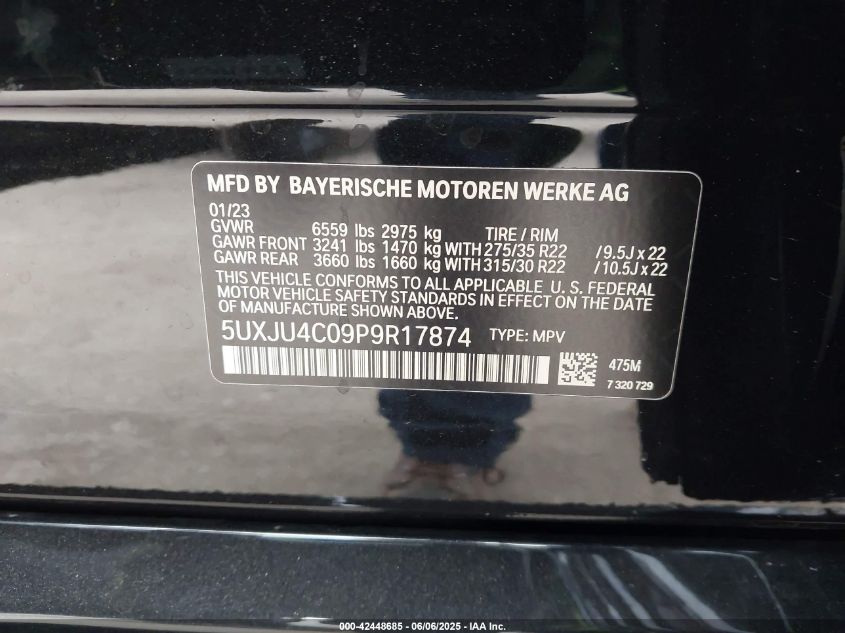 MFD BY BAYERISCHE MOTOREN WERKE AG
01/23
GVWR 6559 lbs 2975 kg TIRE / RIM
GAWR FRONT 3241 lbs 1470 kg WITH 275/35 R22 / 9.5J x 22
GAWR REAR 3660 lbs 1660 kg WITH 315/30 R22 / 10.5J x 22
THIS VEHICLE CONFORMS TO ALL APPLICABLE U. S. FEDERAL
MOTOR VEHICLE SAFETY STANDARDS IN EFFECT ON THE DATE
OF MANUFACTURE SHOWN ABOVE.
5UXJU4C09P9R17874 TYPE: MPV
475M
7 320 729
000-42448685 - 06/06/2025 - IAA Inc.